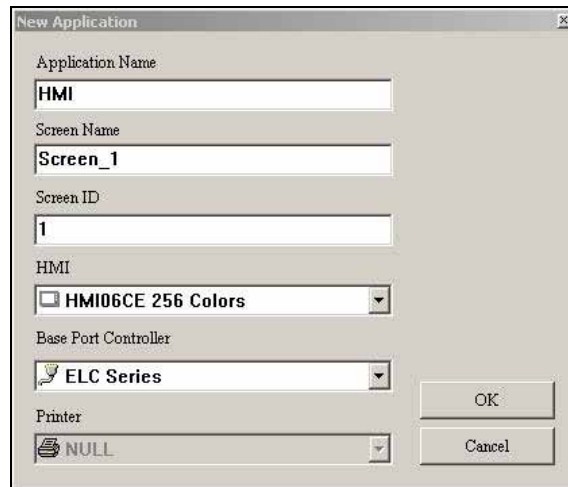 New Application
Application Name
HMI
Screen Name
Screen_1
Screen ID
1
HMI
HMI06CE 256 Colors
Base Port Controller
ELC Series
Printer
NULL
OK
Cancel